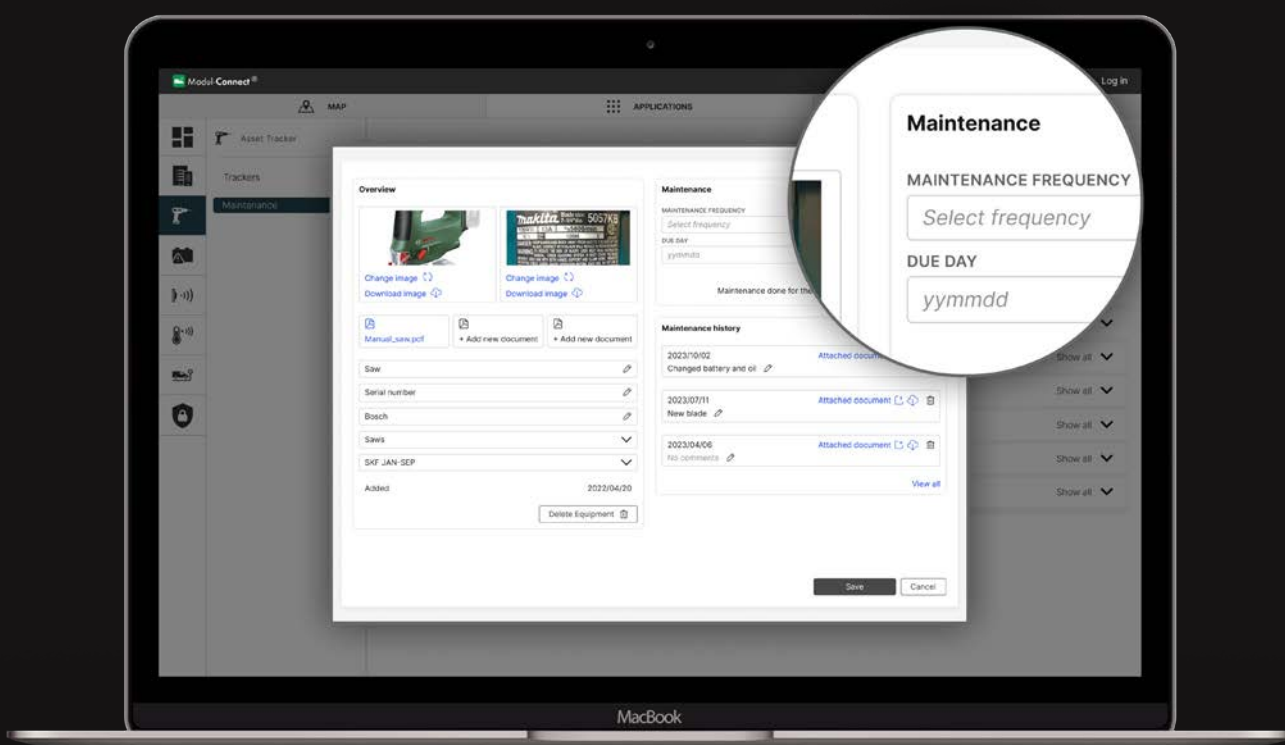 Modul-Connect®
Log in
MAP
APPLICATIONS
Asset Tracker
Trackers
Maintenance
Overview
makita
5057KB
Change image
Download image
Change image
Download image
Manual_saw.pdf
+ Add new document
+ Add new document
Saw
Serial number
Bosch
Saws
SKF JAN-SEP
Added
2022/04/20
Delete Equipment
Maintenance
MAINTENANCE FREQUENCY
Select frequency
DUE DAY
yymmdd
Maintenance done for the
Maintenance history
2023/10/02
Changed battery and oil
Attached docum
2023/07/11
New blade
Attached document
2023/04/06
No comments
Attached document
View all
Save
Cancel
Maintenance
MAINTENANCE FREQUENCY
Select frequency
DUE DAY
yymmdd
Show all
Show all
Show all
Show all
Show all
MacBook